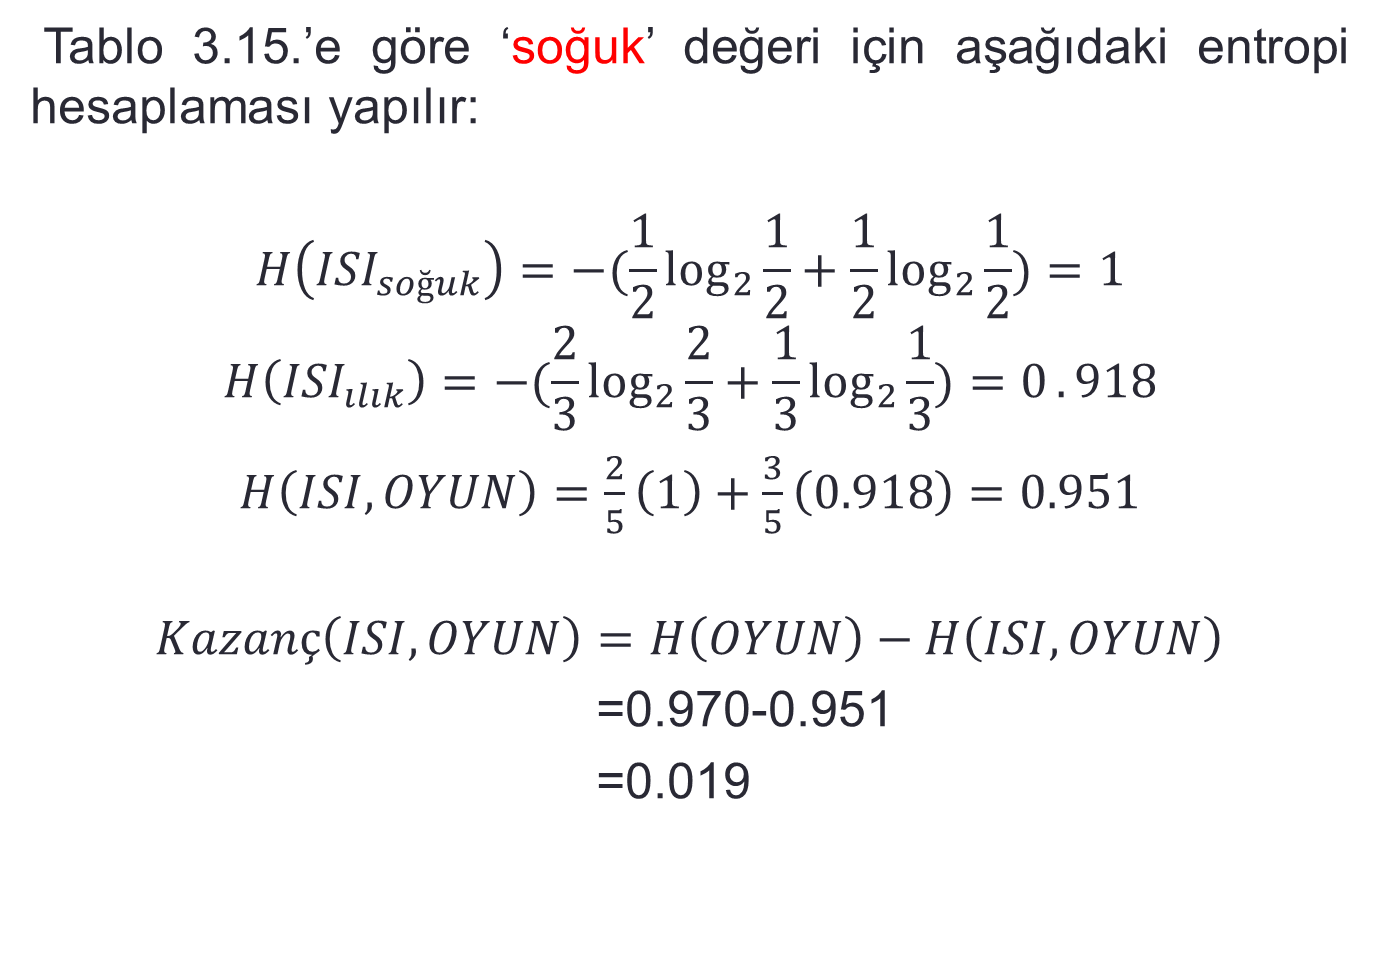 Tablo 3.15.’e göre ‘soğuk’ değeri için aşağıdaki entropi
hesaplaması yapılır:
H(ISI_soğuk) = −(1/2 log₂ 1/2 + 1/2 log₂ 1/2) = 1
H(ISI_ılık) = −(2/3 log₂ 2/3 + 1/3 log₂ 1/3) = 0.918
H(ISI, OYUN) = 2/5 (1) + 3/5 (0.918) = 0.951
Kazanç(ISI, OYUN) = H(OYUN) − H(ISI, OYUN)
=0.970-0.951
=0.019